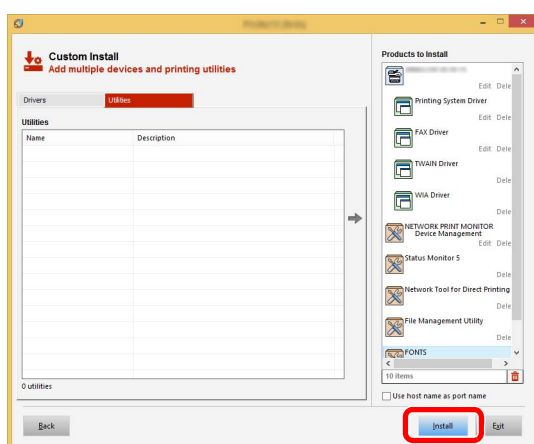 Custom Install
Add multiple devices and printing utilities
Drivers
Utilities
Utilities
Name
Description
0 utilities
Products to Install
Edit Dele
Printing System Driver
Edit Dele
FAX Driver
Edit Dele
TWAIN Driver
Dele
WIA Driver
Dele
NETWORK PRINT MONITOR
Device Management
Edit Dele
Status Monitor 5
Dele
Network Tool for Direct Printing
Dele
File Management Utility
Dele
FONTS
10 items
Use host name as port name
Back
Install
Exit